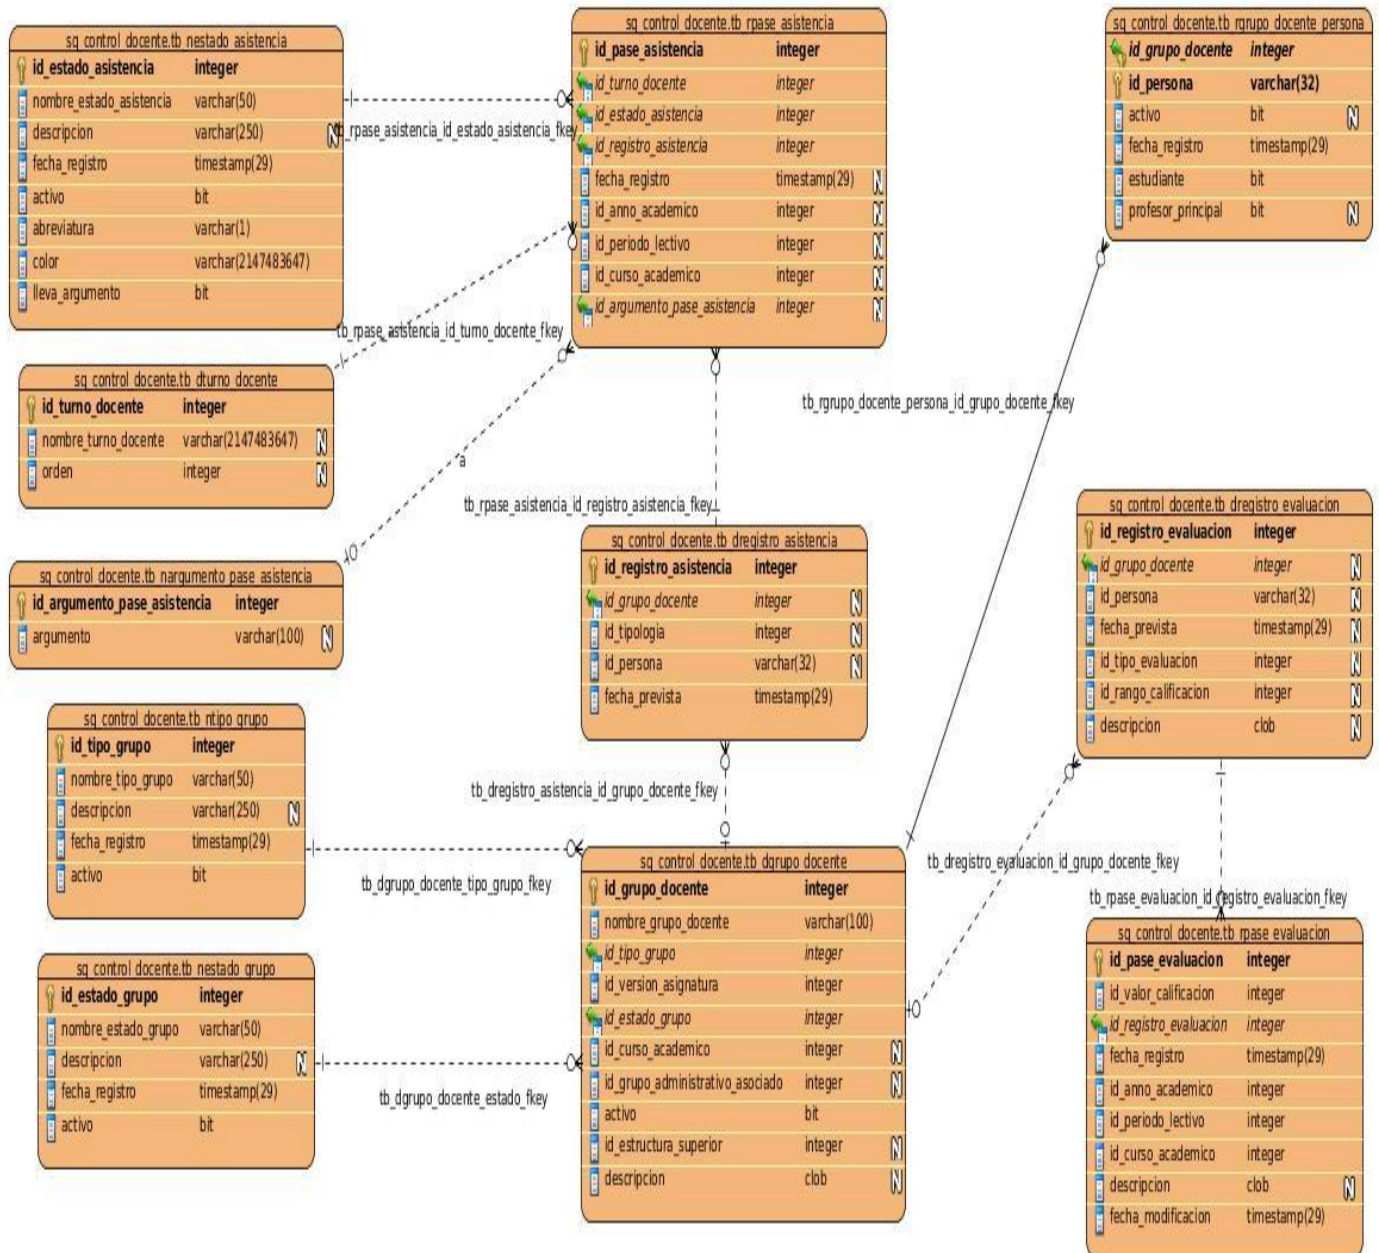 sq_control_docente.tb_nestado_asistencia
id_estado_asistencia integer
nombre_estado_asistencia varchar(50)
descripcion varchar(250) N
fecha_registro timestamp(29)
activo bit
abreviatura varchar(1)
color varchar(2147483647)
lleva_argumento bit
tb_rpase_asistencia_id_estado_asistencia_fkey
sq_control_docente.tb_rpase_asistencia
id_pase_asistencia integer
id_turno_docente integer
id_estado_asistencia integer
id_registro_asistencia integer
fecha_registro timestamp(29) N
id_anno_academico integer N
id_periodo_lectivo integer N
id_curso_academico integer N
id_argumento_pase_asistencia integer N
sq_control_docente.tb_rgrupo_docente_persona
id_grupo_docente integer
id_persona varchar(32)
activo bit N
fecha_registro timestamp(29)
estudiante bit
profesor_principal bit N
tb_rpase_asistencia_id_turno_docente_fkey
sq_control_docente.tb_dturno_docente
id_turno_docente integer
nombre_turno_docente varchar(2147483647) N
orden integer N
a
tb_rgrupo_docente_persona_id_grupo_docente_fkey
tb_rpase_asistencia_id_registro_asistencia_fkey
sq_control_docente.tb_nargumento_pase_asistencia
id_argumento_pase_asistencia integer
argumento varchar(100) N
sq_control_docente.tb_dregistro_asistencia
id_registro_asistencia integer
id_grupo_docente integer N
id_tipologia integer N
id_persona varchar(32) N
fecha_prevista timestamp(29)
sq_control_docente.tb_dregistro_evaluacion
id_registro_evaluacion integer
id_grupo_docente integer N
id_persona varchar(32) N
fecha_prevista timestamp(29) N
id_tipo_evaluacion integer N
id_rango_calificacion integer N
descripcion clob N
sq_control_docente.tb_ntipo_grupo
id_tipo_grupo integer
nombre_tipo_grupo varchar(50)
descripcion varchar(250) N
fecha_registro timestamp(29)
activo bit
tb_dregistro_asistencia_id_grupo_docente_fkey
tb_dgrupo_docente_tipo_grupo_fkey
tb_dregistro_evaluacion_id_grupo_docente_fkey
tb_rpase_evaluacion_id_registro_evaluacion_fkey
sq_control_docente.tb_nestado_grupo
id_estado_grupo integer
nombre_estado_grupo varchar(50)
descripcion varchar(250) N
fecha_registro timestamp(29)
activo bit
tb_dgrupo_docente_estado_fkey
sq_control_docente.tb_dgrupo_docente
id_grupo_docente integer
nombre_grupo_docente varchar(100)
id_tipo_grupo integer
id_version_asignatura integer
id_estado_grupo integer
id_curso_academico integer N
id_grupo_administrativo_asociado integer N
activo bit
id_estructura_superior integer N
descripcion clob N
sq_control_docente.tb_rpase_evaluacion
id_pase_evaluacion integer
id_valor_calificacion integer
id_registro_evaluacion integer
fecha_registro timestamp(29)
id_anno_academico integer
id_periodo_lectivo integer
id_curso_academico integer
descripcion clob N
fecha_modificacion timestamp(29)